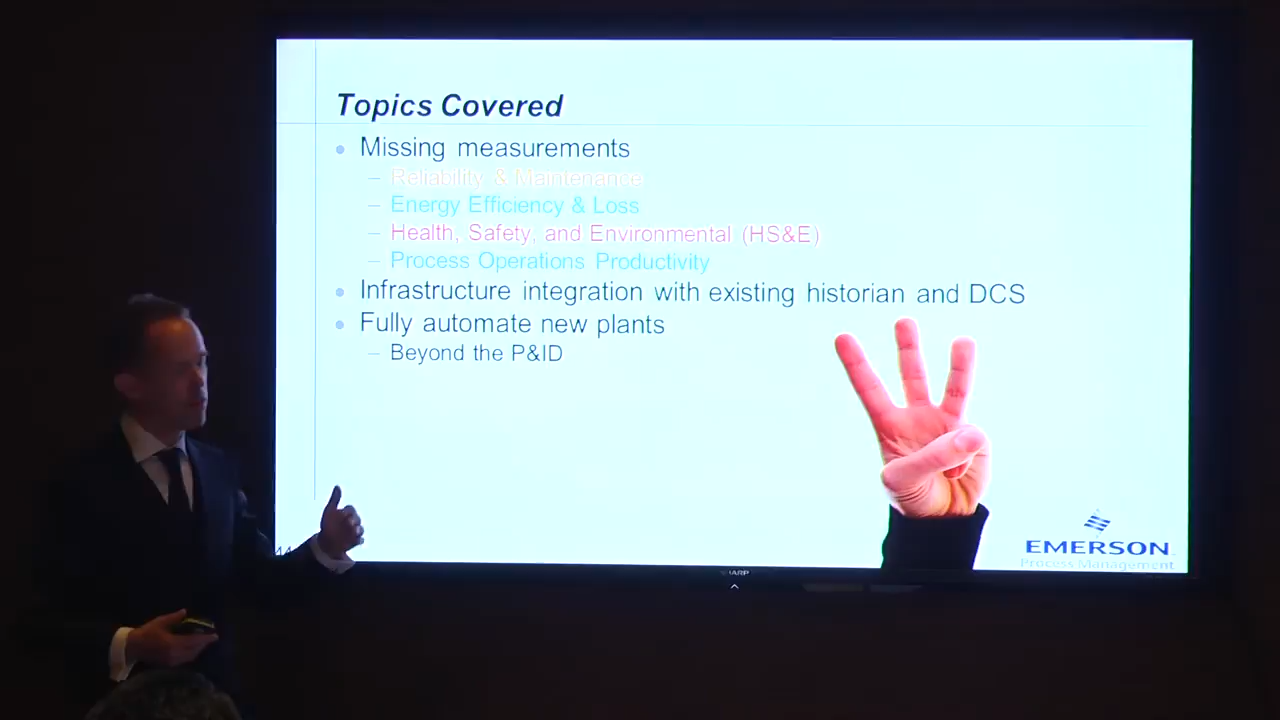 Topics Covered
• Missing measurements
– Reliability & Maintenance
– Energy Efficiency & Loss
– Health, Safety, and Environmental (HS&E)
– Process Operations Productivity
• Infrastructure integration with existing historian and DCS
• Fully automate new plants
– Beyond the P&ID
EMERSON
Process Management
SHARP